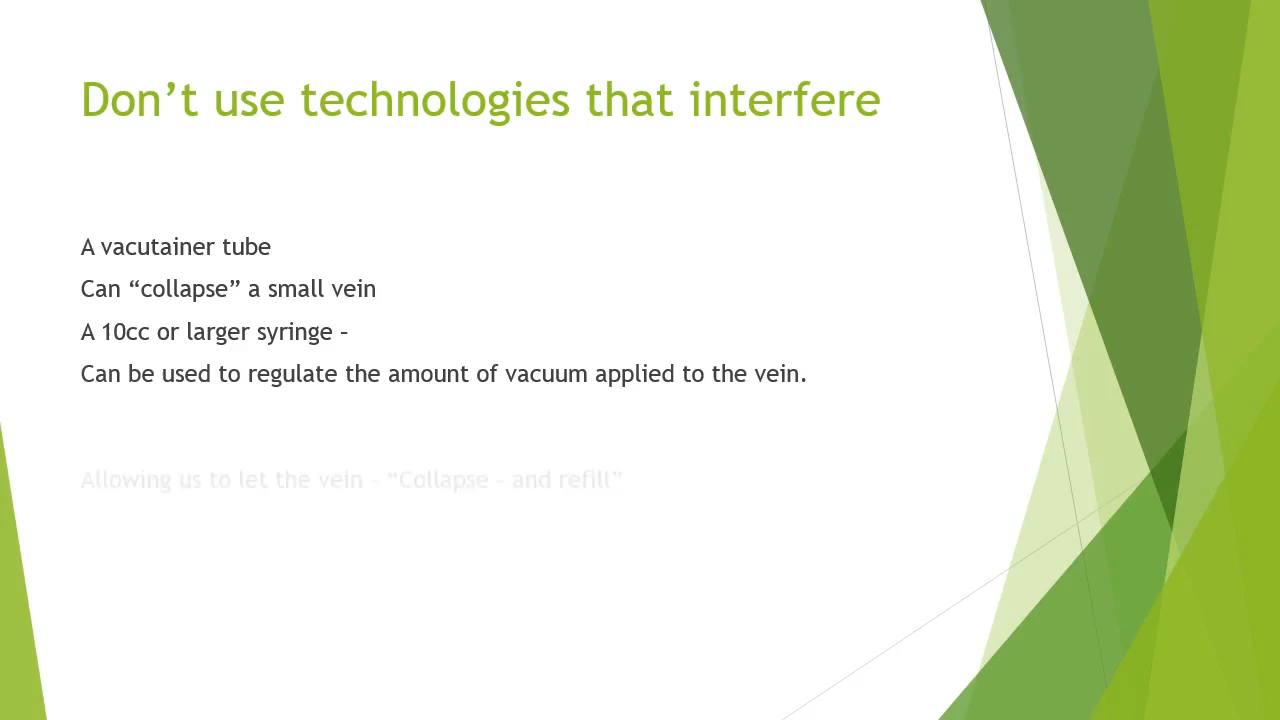 Don’t use technologies that interfere
A vacutainer tube
Can “collapse” a small vein
A 10cc or larger syringe –
Can be used to regulate the amount of vacuum applied to the vein.
Allowing us to let the vein – “Collapse – and refill”